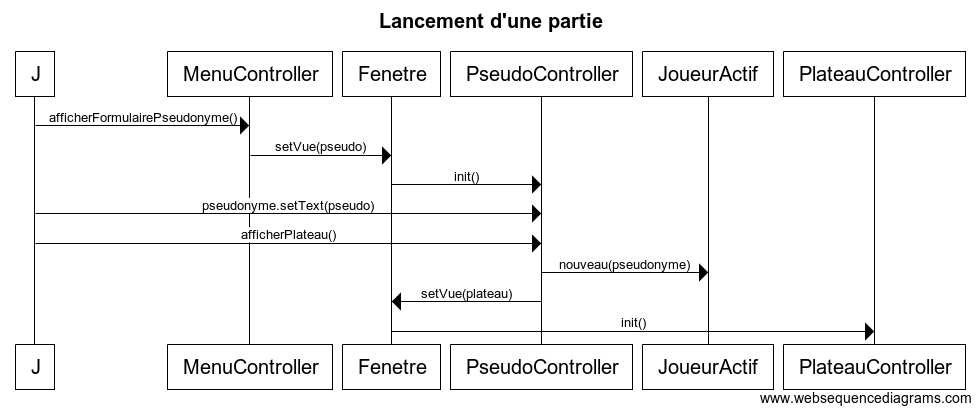 Lancement d'une partie
J MenuController Fenetre PseudoController JoueurActif PlateauController
afficherFormulairePseudonyme()
setVue(pseudo)
init()
pseudonyme.setText(pseudo)
afficherPlateau()
nouveau(pseudonyme)
setVue(plateau)
init()
J MenuController Fenetre PseudoController JoueurActif PlateauController
www.websequencediagrams.com